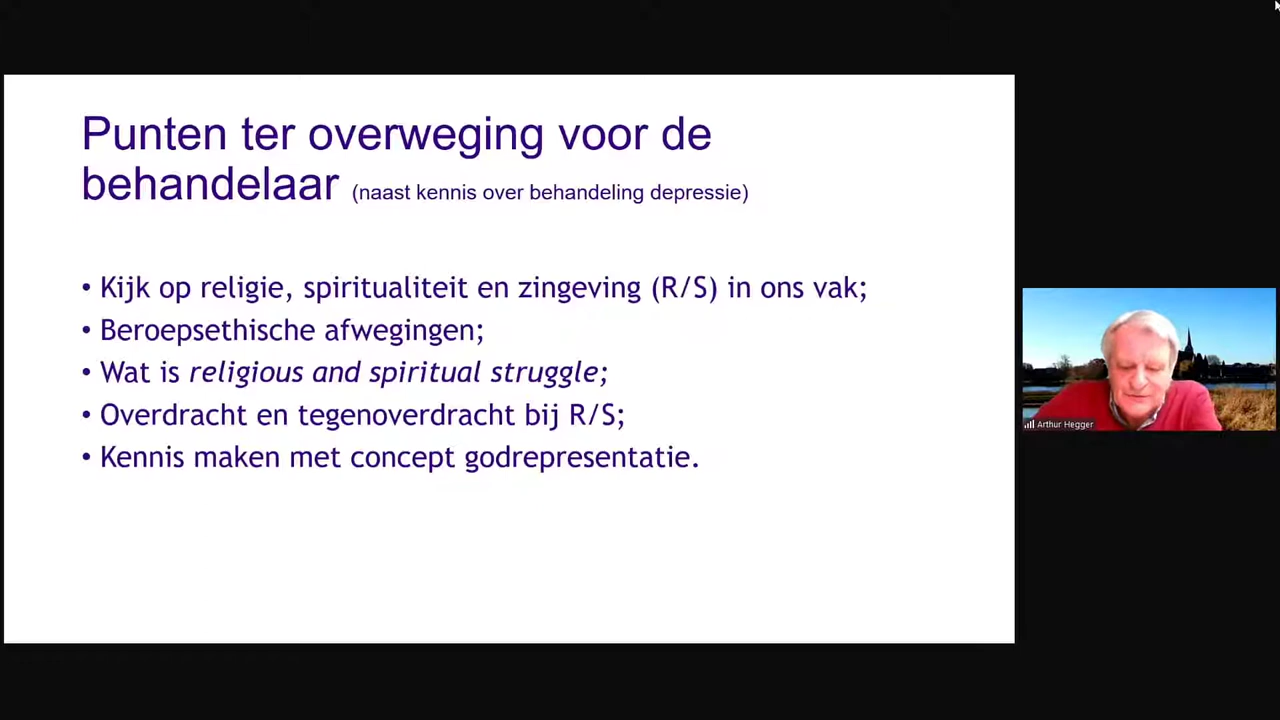 Punten ter overweging voor de
behandelaar (naast kennis over behandeling depressie)
• Kijk op religie, spiritualiteit en zingeving (R/S) in ons vak;
• Beroepsethische afwegingen;
• Wat is religious and spiritual struggle;
• Overdracht en tegenoverdracht bij R/S;
• Kennis maken met concept godrepresentatie.
Arthur Hegger